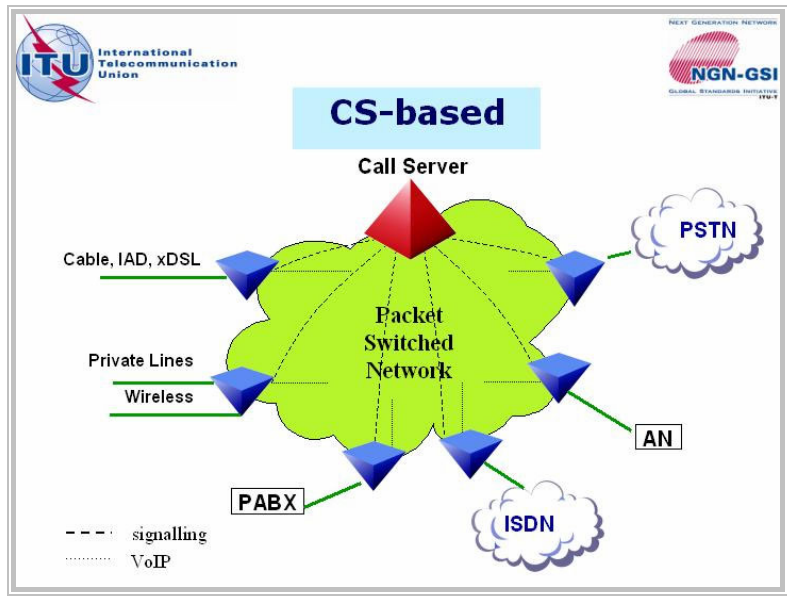 ITU
International
Telecommunication
Union
NEXT GENERATION NETWORK
NGN-GSI
GLOBAL STANDARDS INITIATIVE
ITU-T
CS-based
Call Server
PSTN
Cable, IAD, xDSL
Packet
Switched
Network
Private Lines
Wireless
AN
PABX
ISDN
signalling
VoIP